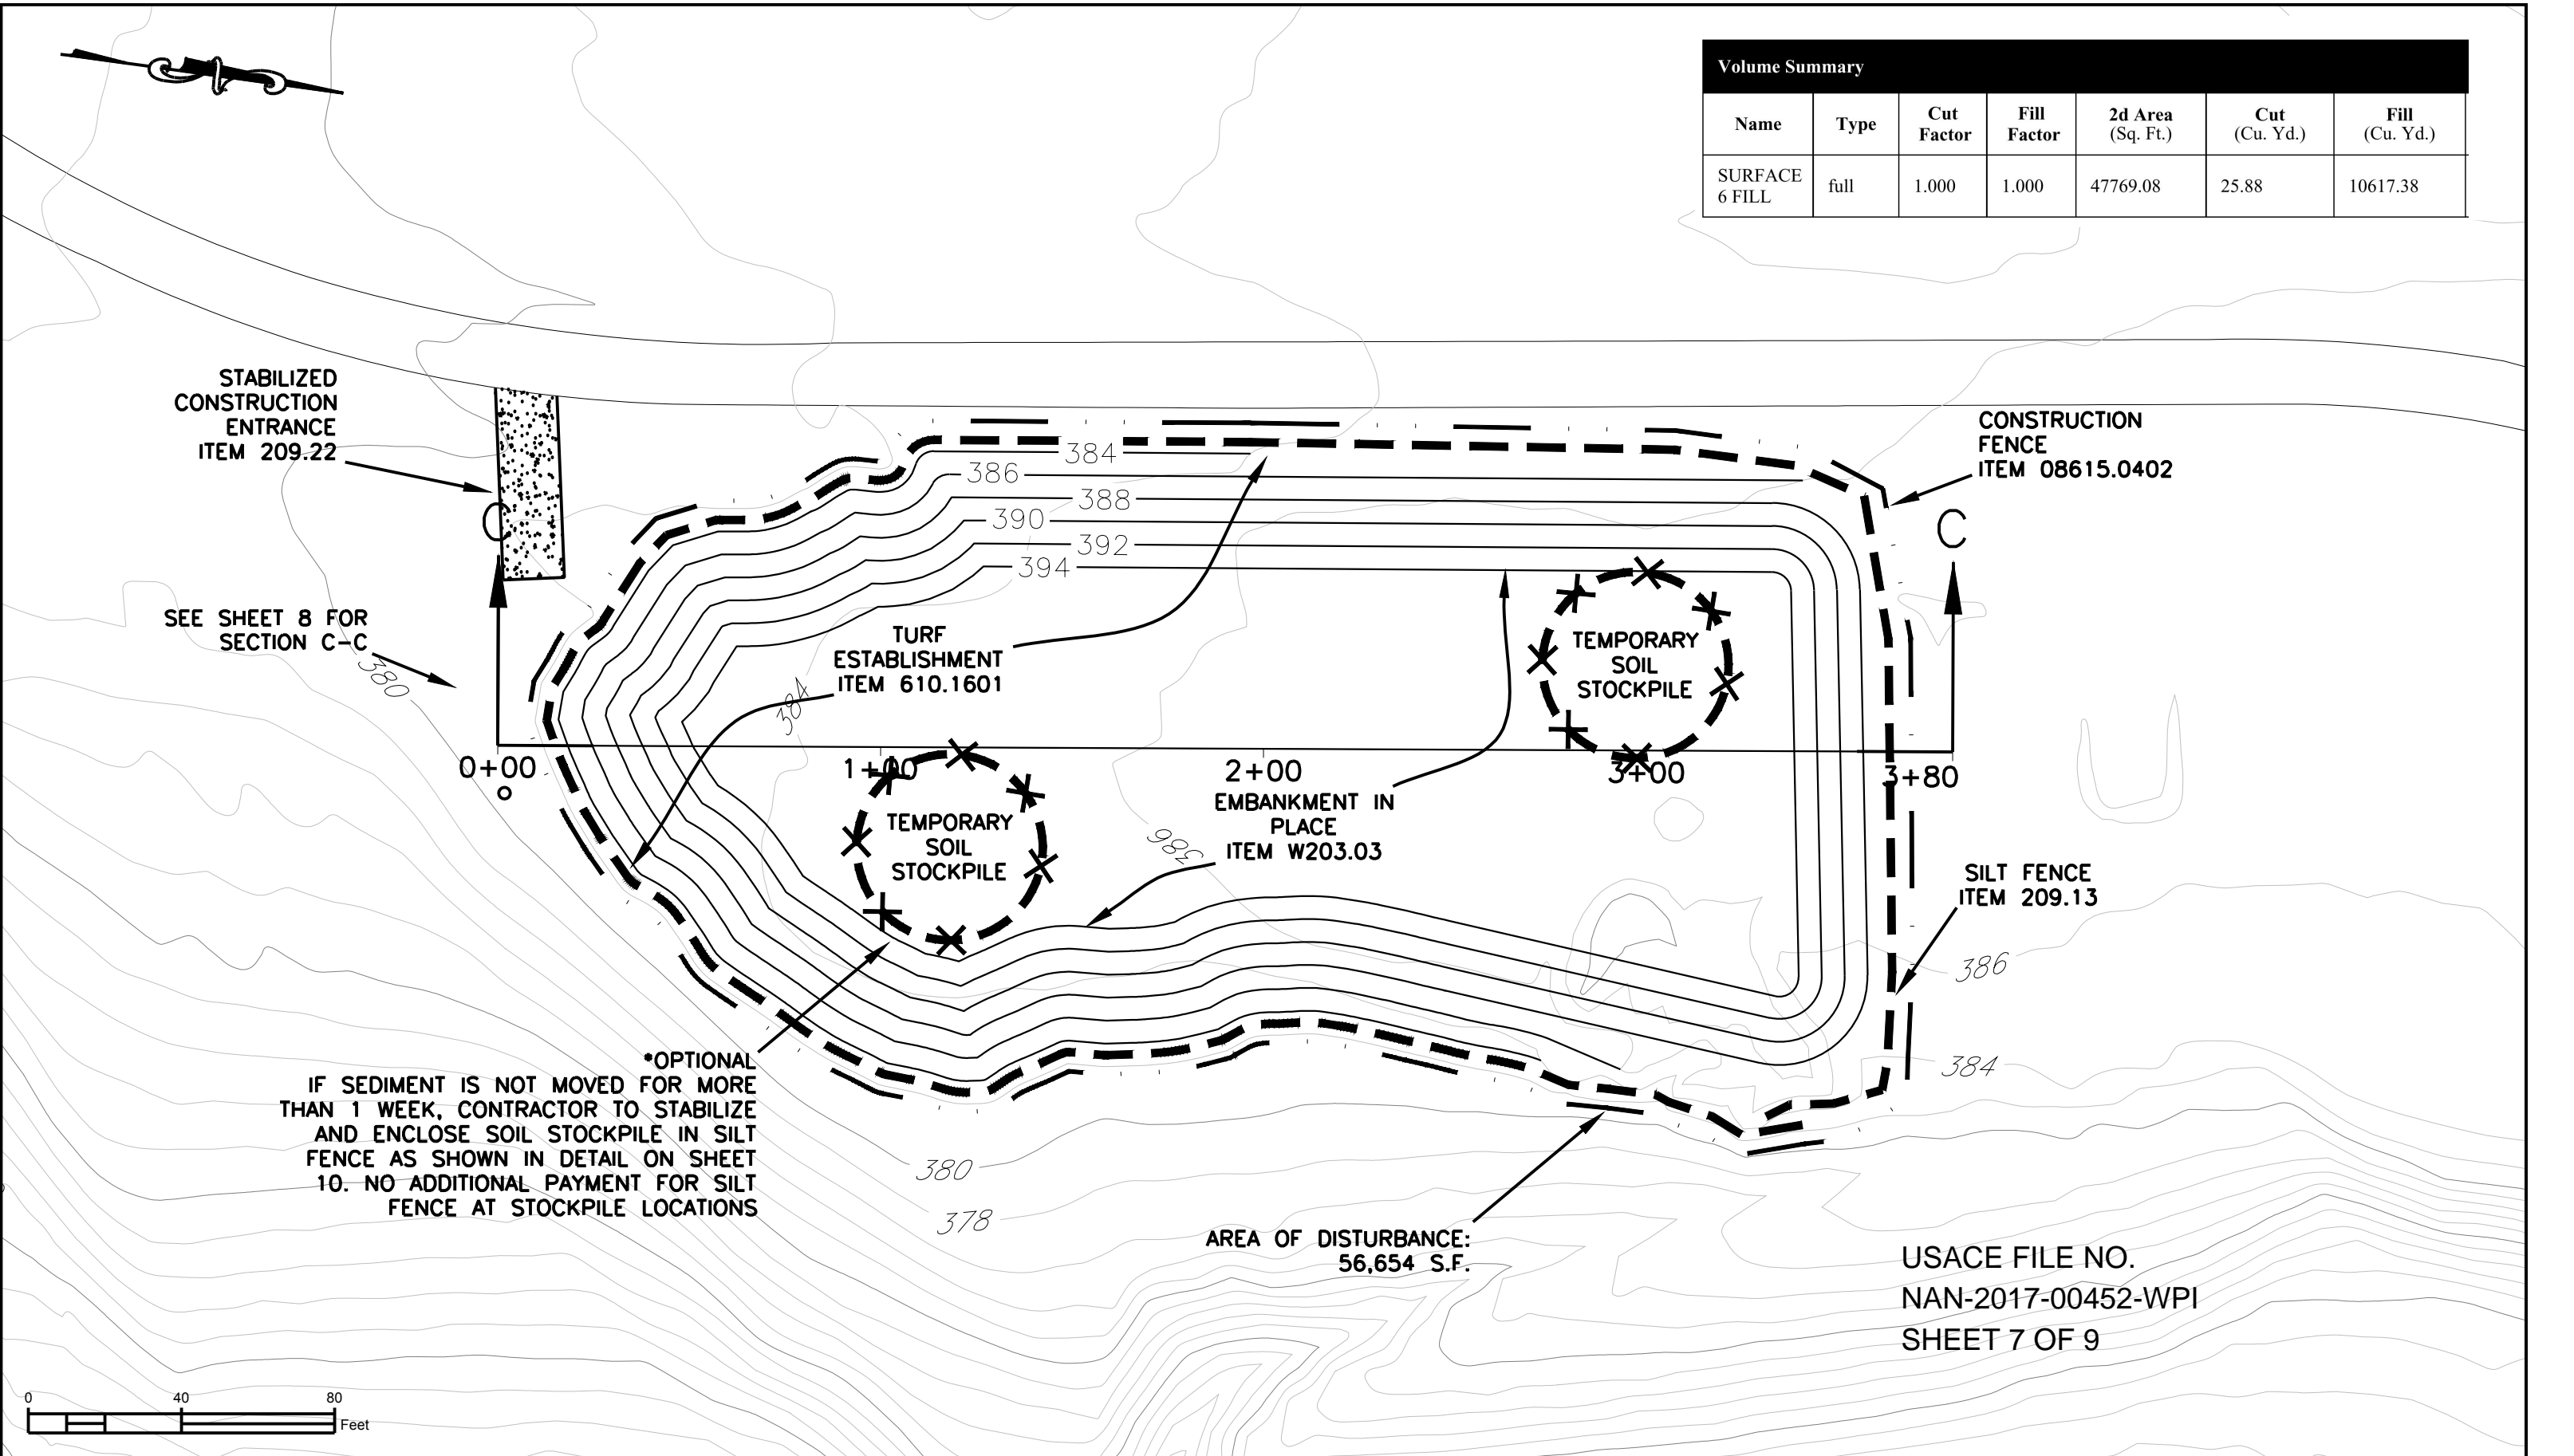 Volume Summary
Name Type Cut Factor Fill Factor 2d Area (Sq. Ft.) Cut (Cu. Yd.) Fill (Cu. Yd.)
SURFACE 6 FILL full 1.000 1.000 47769.08 25.88 10617.38
STABILIZED
CONSTRUCTION
ENTRANCE
ITEM 209.22
CONSTRUCTION
FENCE
ITEM 08615.0402
384
386
388
390
392
394
C
C
SEE SHEET 8 FOR
SECTION C-C
380
TURF
ESTABLISHMENT
ITEM 610.1601
384
TEMPORARY
SOIL
STOCKPILE
0+00
1+00
2+00
3+00
3+80
TEMPORARY
SOIL
STOCKPILE
EMBANKMENT IN
PLACE
ITEM W203.03
386
SILT FENCE
ITEM 209.13
386
384
*OPTIONAL
IF SEDIMENT IS NOT MOVED FOR MORE
THAN 1 WEEK, CONTRACTOR TO STABILIZE
AND ENCLOSE SOIL STOCKPILE IN SILT
FENCE AS SHOWN IN DETAIL ON SHEET
10. NO ADDITIONAL PAYMENT FOR SILT
FENCE AT STOCKPILE LOCATIONS
380
378
AREA OF DISTURBANCE:
56,654 S.F.
USACE FILE NO.
NAN-2017-00452-WPI
SHEET 7 OF 9
0 40 80
Feet